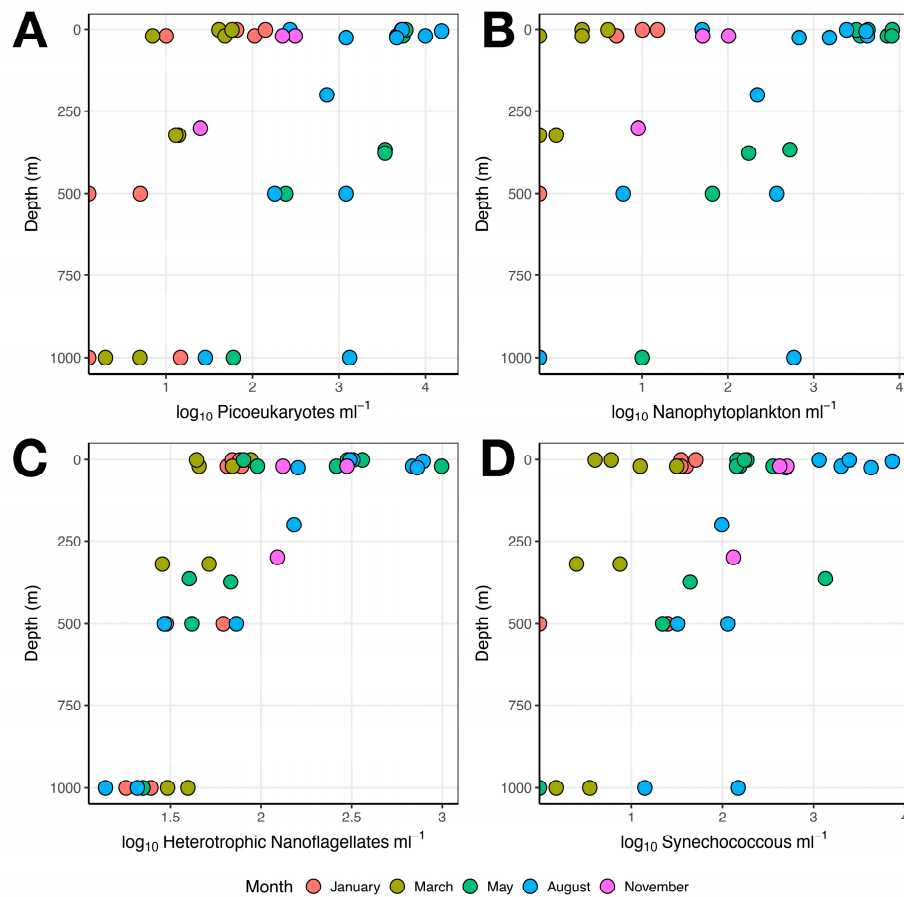 A
B
0
250
500
750
1000
Depth (m)
1 2 3 4
log10 Picoeukaryotes ml−1
0
250
500
750
1000
Depth (m)
1 2 3 4
log10 Nanophytoplankton ml−1
C
D
0
250
500
750
1000
Depth (m)
1.5 2 2.5 3
log10 Heterotrophic Nanoflagellates ml−1
0
250
500
750
1000
Depth (m)
1 2 3 4
log10 Synechococcous ml−1
Month January March May August November